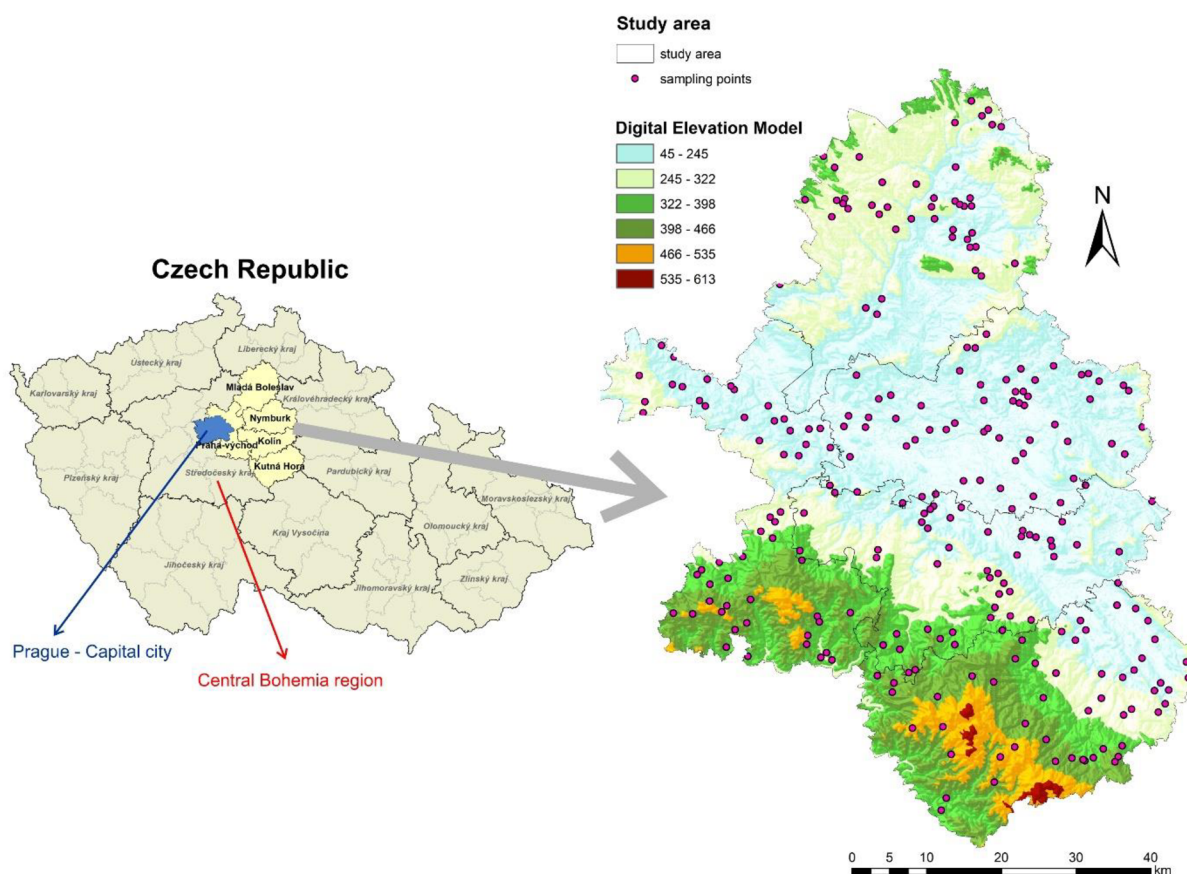 Study area
study area
sampling points
Digital Elevation Model
45 - 245
245 - 322
322 - 398
398 - 466
466 - 535
535 - 613
N
Czech Republic
Liberecký kraj
Ústecký kraj
Karlovarský kraj
Mladá Boleslav
Královéhradecký kraj
Nymburk
Kolín
Praha-východ
Kutná Hora
Plzeňský kraj
Středočeský kraj
Pardubický kraj
Moravskoslezský kraj
Olomoucký kraj
Kraj Vysočina
Jihočeský kraj
Jihomoravský kraj
Zlínský kraj
Prague - Capital city
Central Bohemia region
0 5 10 20 30 40
km